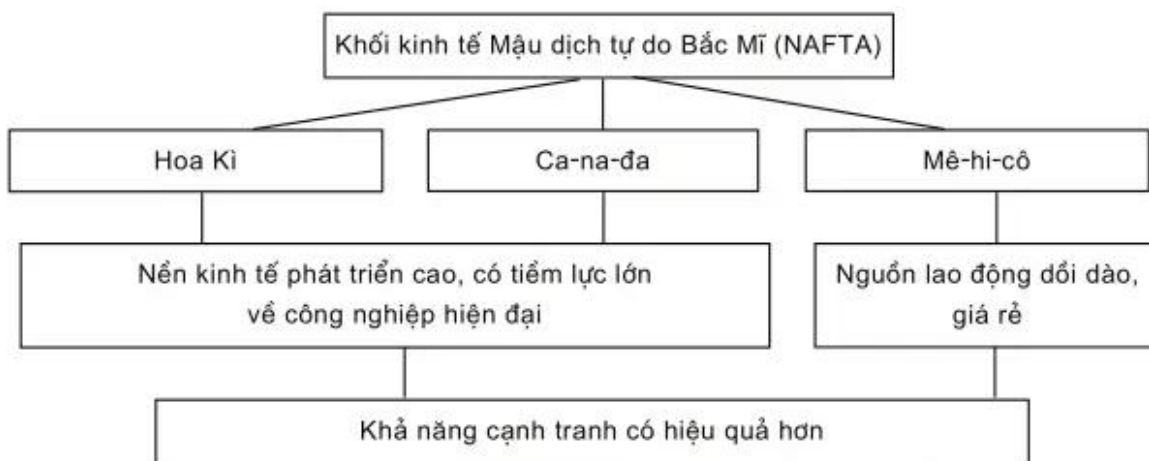 Khối kinh tế Mậu dịch tự do Bắc Mĩ (NAFTA)
Hoa Kì
Ca-na-đa
Mê-hi-cô
Nền kinh tế phát triển cao, có tiềm lực lớn
về công nghiệp hiện đại
Nguồn lao động dồi dào,
giá rẻ
Khả năng cạnh tranh có hiệu quả hơn